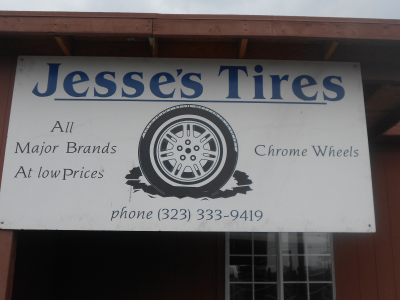 Jesse's Tires
All
Major Brands
At low Prices
Chrome Wheels
phone (323) 333-9419